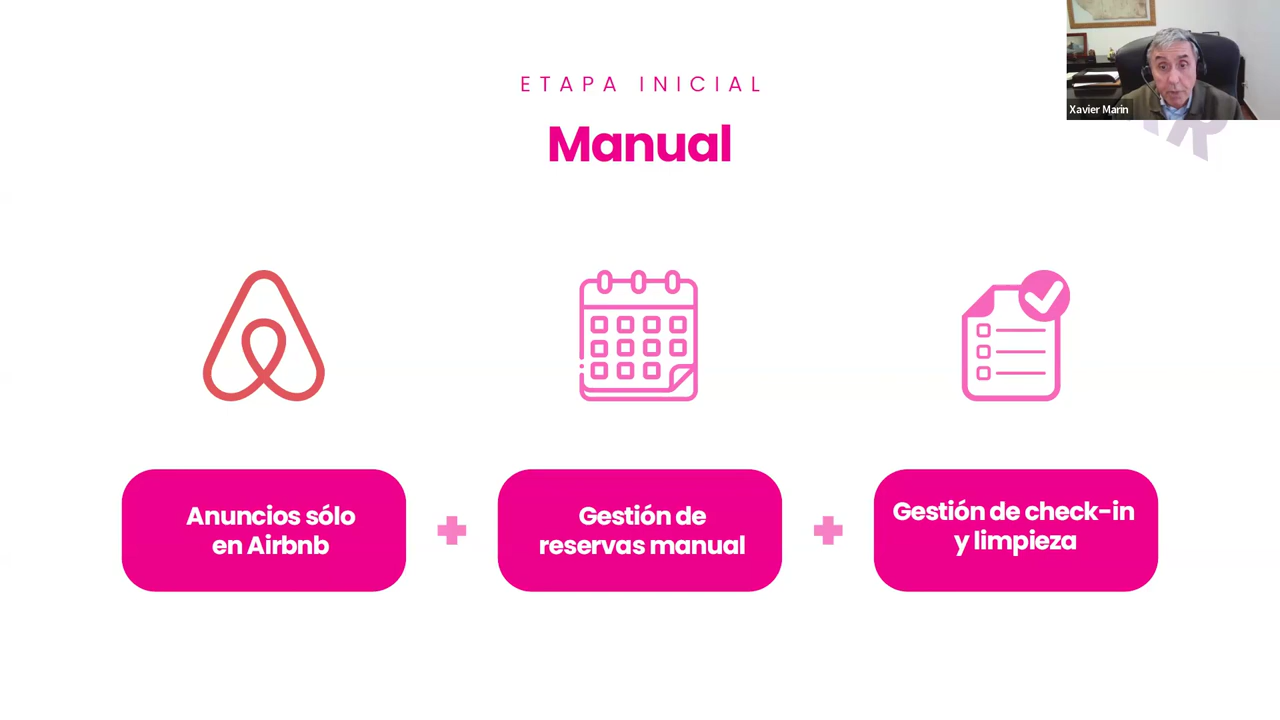 ETAPA INICIAL
Manual
Xavier Marin
Anuncios sólo
en Airbnb
Gestión de
reservas manual
Gestión de check-in
y limpieza